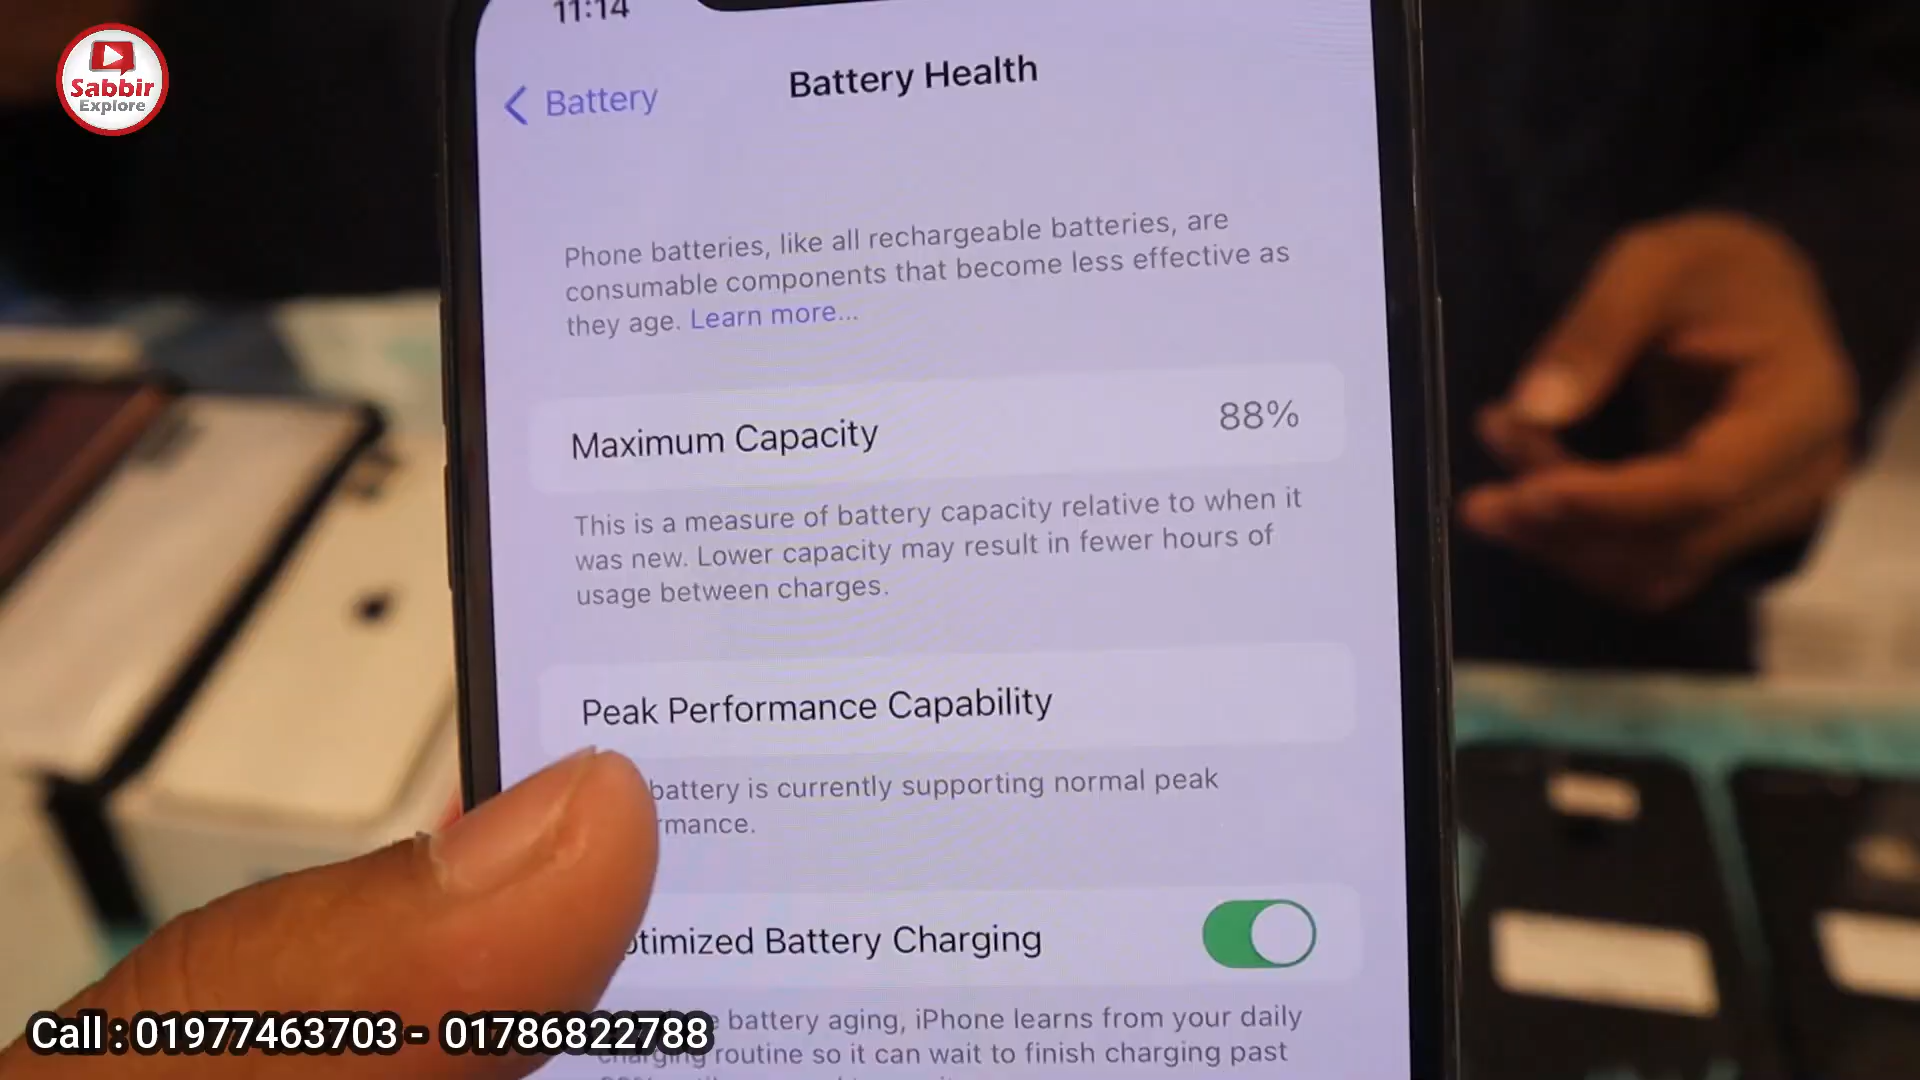 11:14
Sabbir
Explore
Battery
Battery Health
Phone batteries, like all rechargeable batteries, are
consumable components that become less effective as
they age. Learn more...
Maximum Capacity
88%
This is a measure of battery capacity relative to when it
was new. Lower capacity may result in fewer hours of
usage between charges.
Peak Performance Capability
battery is currently supporting normal peak
rmance.
timized Battery Charging
battery aging, iPhone learns from your daily
charging routine so it can wait to finish charging past
Call : 01977463703 - 01786822788